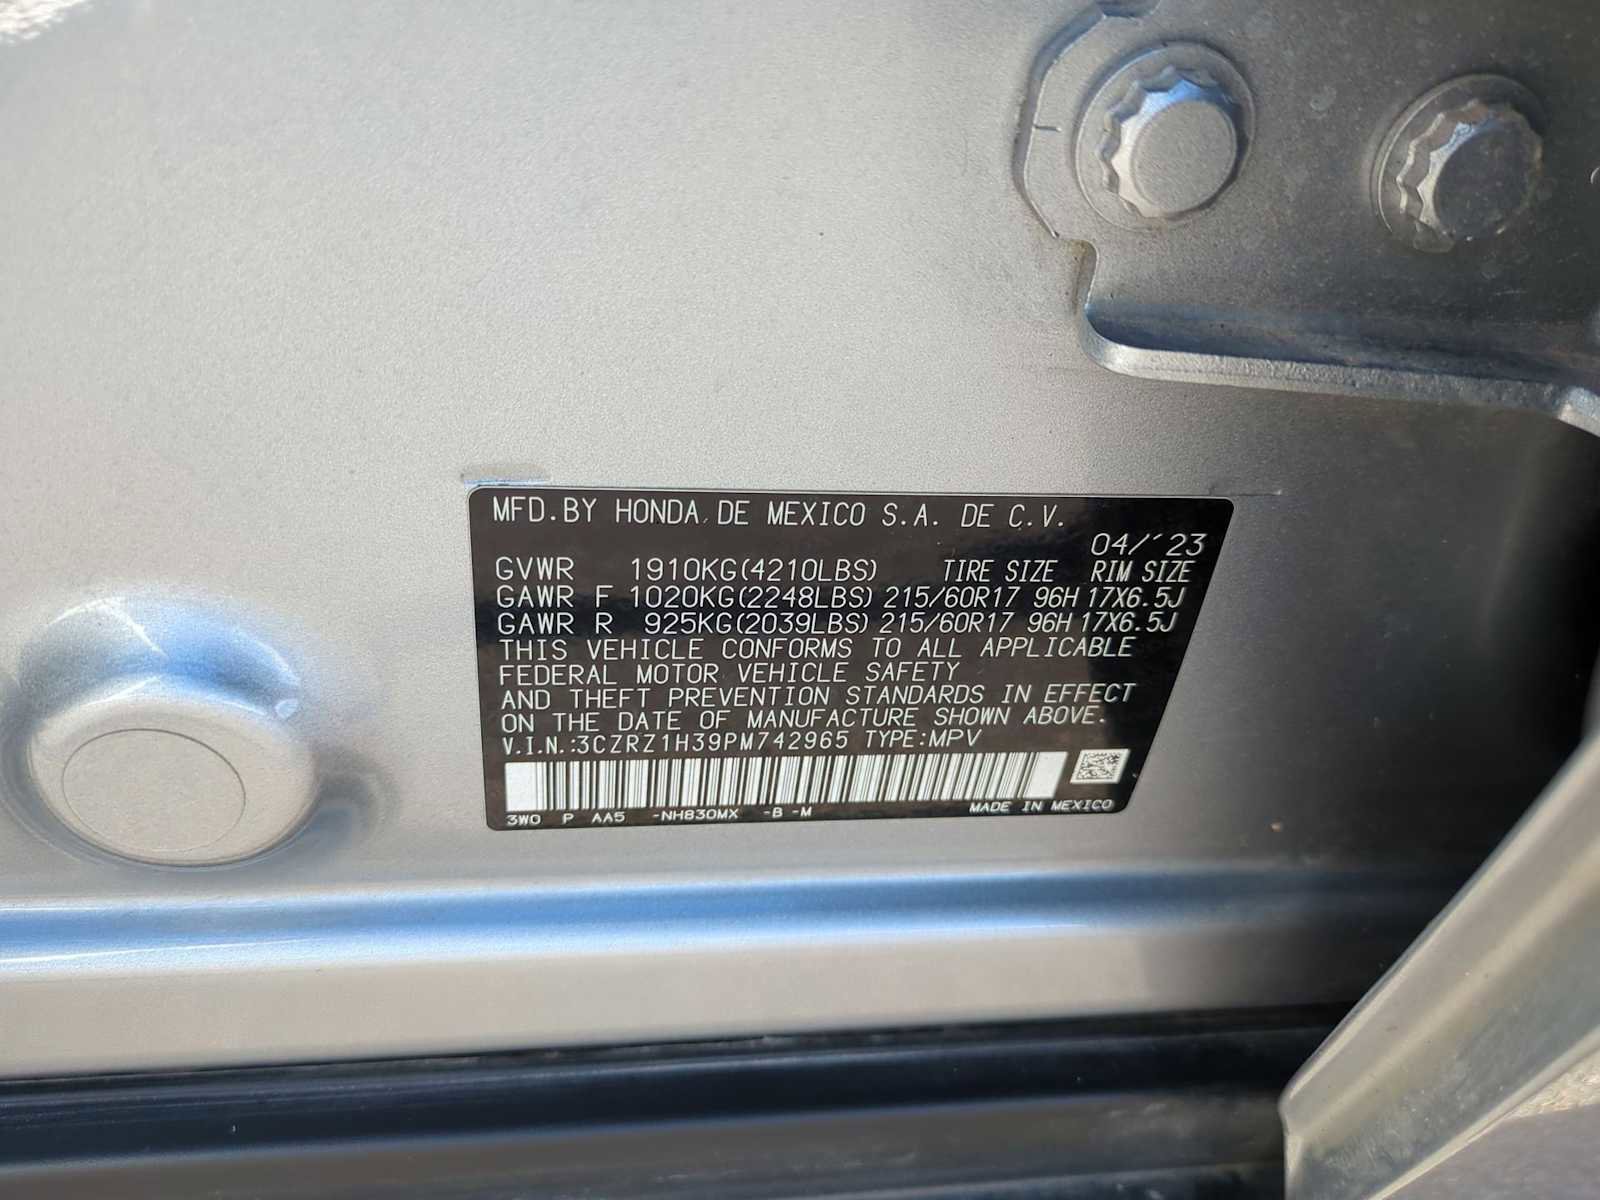 MFD.BY HONDA DE MEXICO S.A. DE C.V.
04/'23
GVWR 1910KG(4210LBS) TIRE SIZE RIM SIZE
GAWR F 1020KG(2248LBS) 215/60R17 96H 17X6.5J
GAWR R 925KG(2039LBS) 215/60R17 96H 17X6.5J
THIS VEHICLE CONFORMS TO ALL APPLICABLE
FEDERAL MOTOR VEHICLE SAFETY
AND THEFT PREVENTION STANDARDS IN EFFECT
ON THE DATE OF MANUFACTURE SHOWN ABOVE.
V.I.N.:3CZRZ1H39PM742965 TYPE:MPV
3W0 P AA5 -NH830MX -B -M MADE IN MEXICO